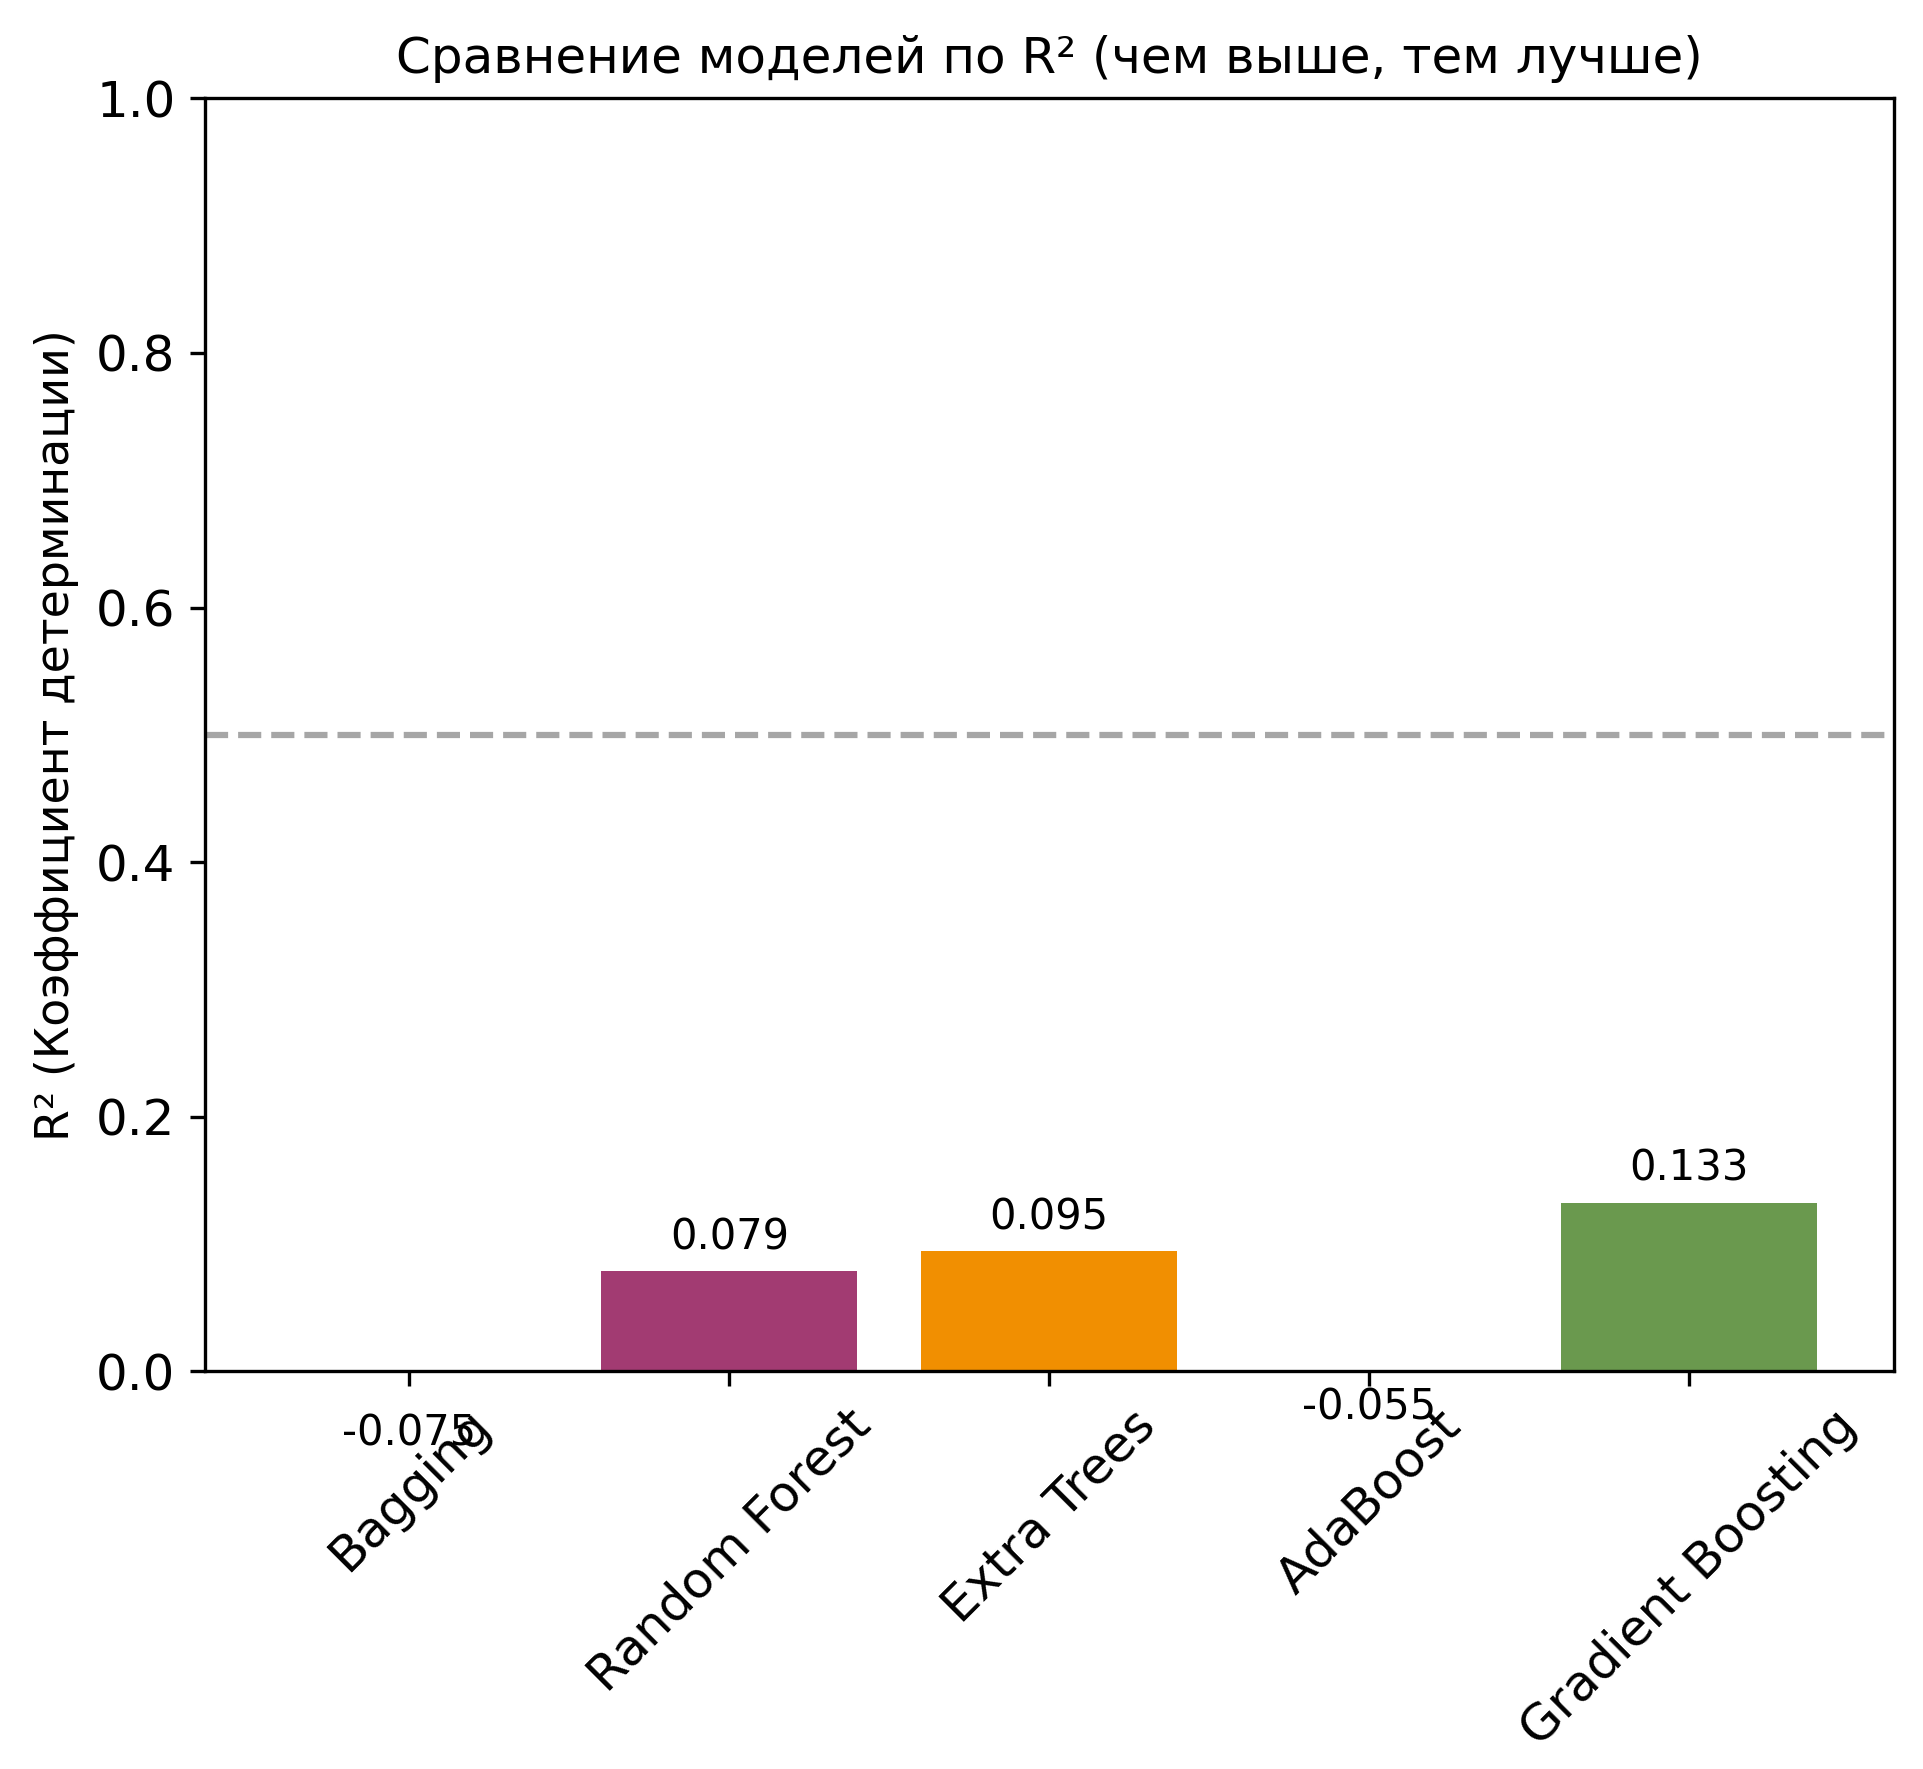 Сравнение моделей по R² (чем выше, тем лучше)
R² (Коэффициент детерминации)
1.0
0.8
0.6
0.4
0.2
0.0
-0.075
0.079
0.095
-0.055
0.133
Bagging
Random Forest
Extra Trees
AdaBoost
Gradient Boosting